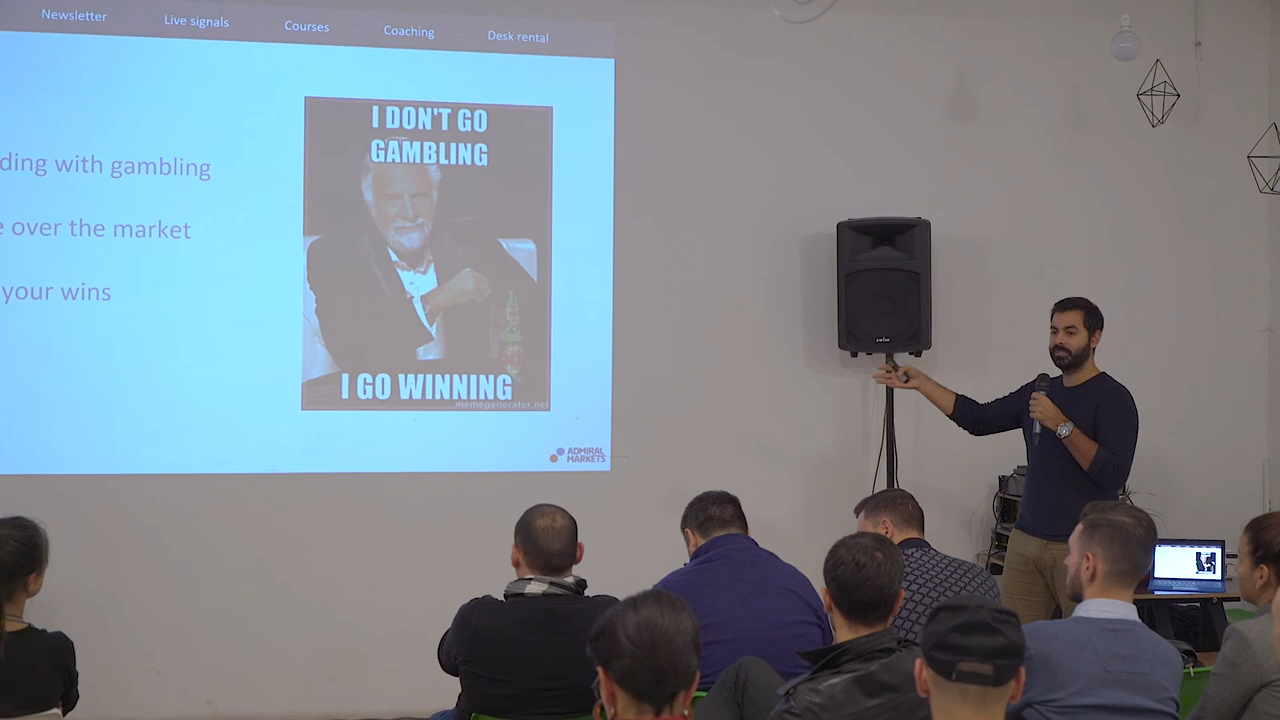 Newsletter
Live signals
Courses
Coaching
Desk rental
ding with gambling
e over the market
your wins
I DON'T GO
GAMBLING
I GO WINNING
memegenerator.net
ADMIRAL
MARKETS